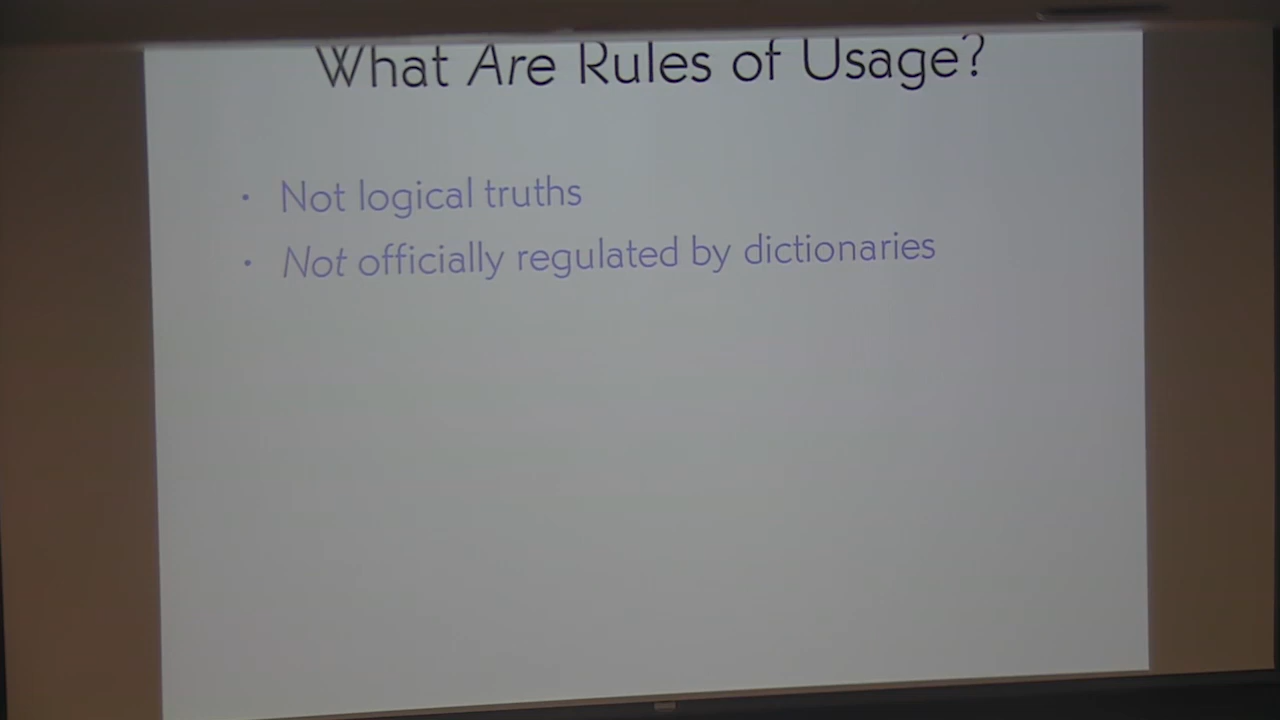 What Are Rules of Usage?
• Not logical truths
• Not officially regulated by dictionaries